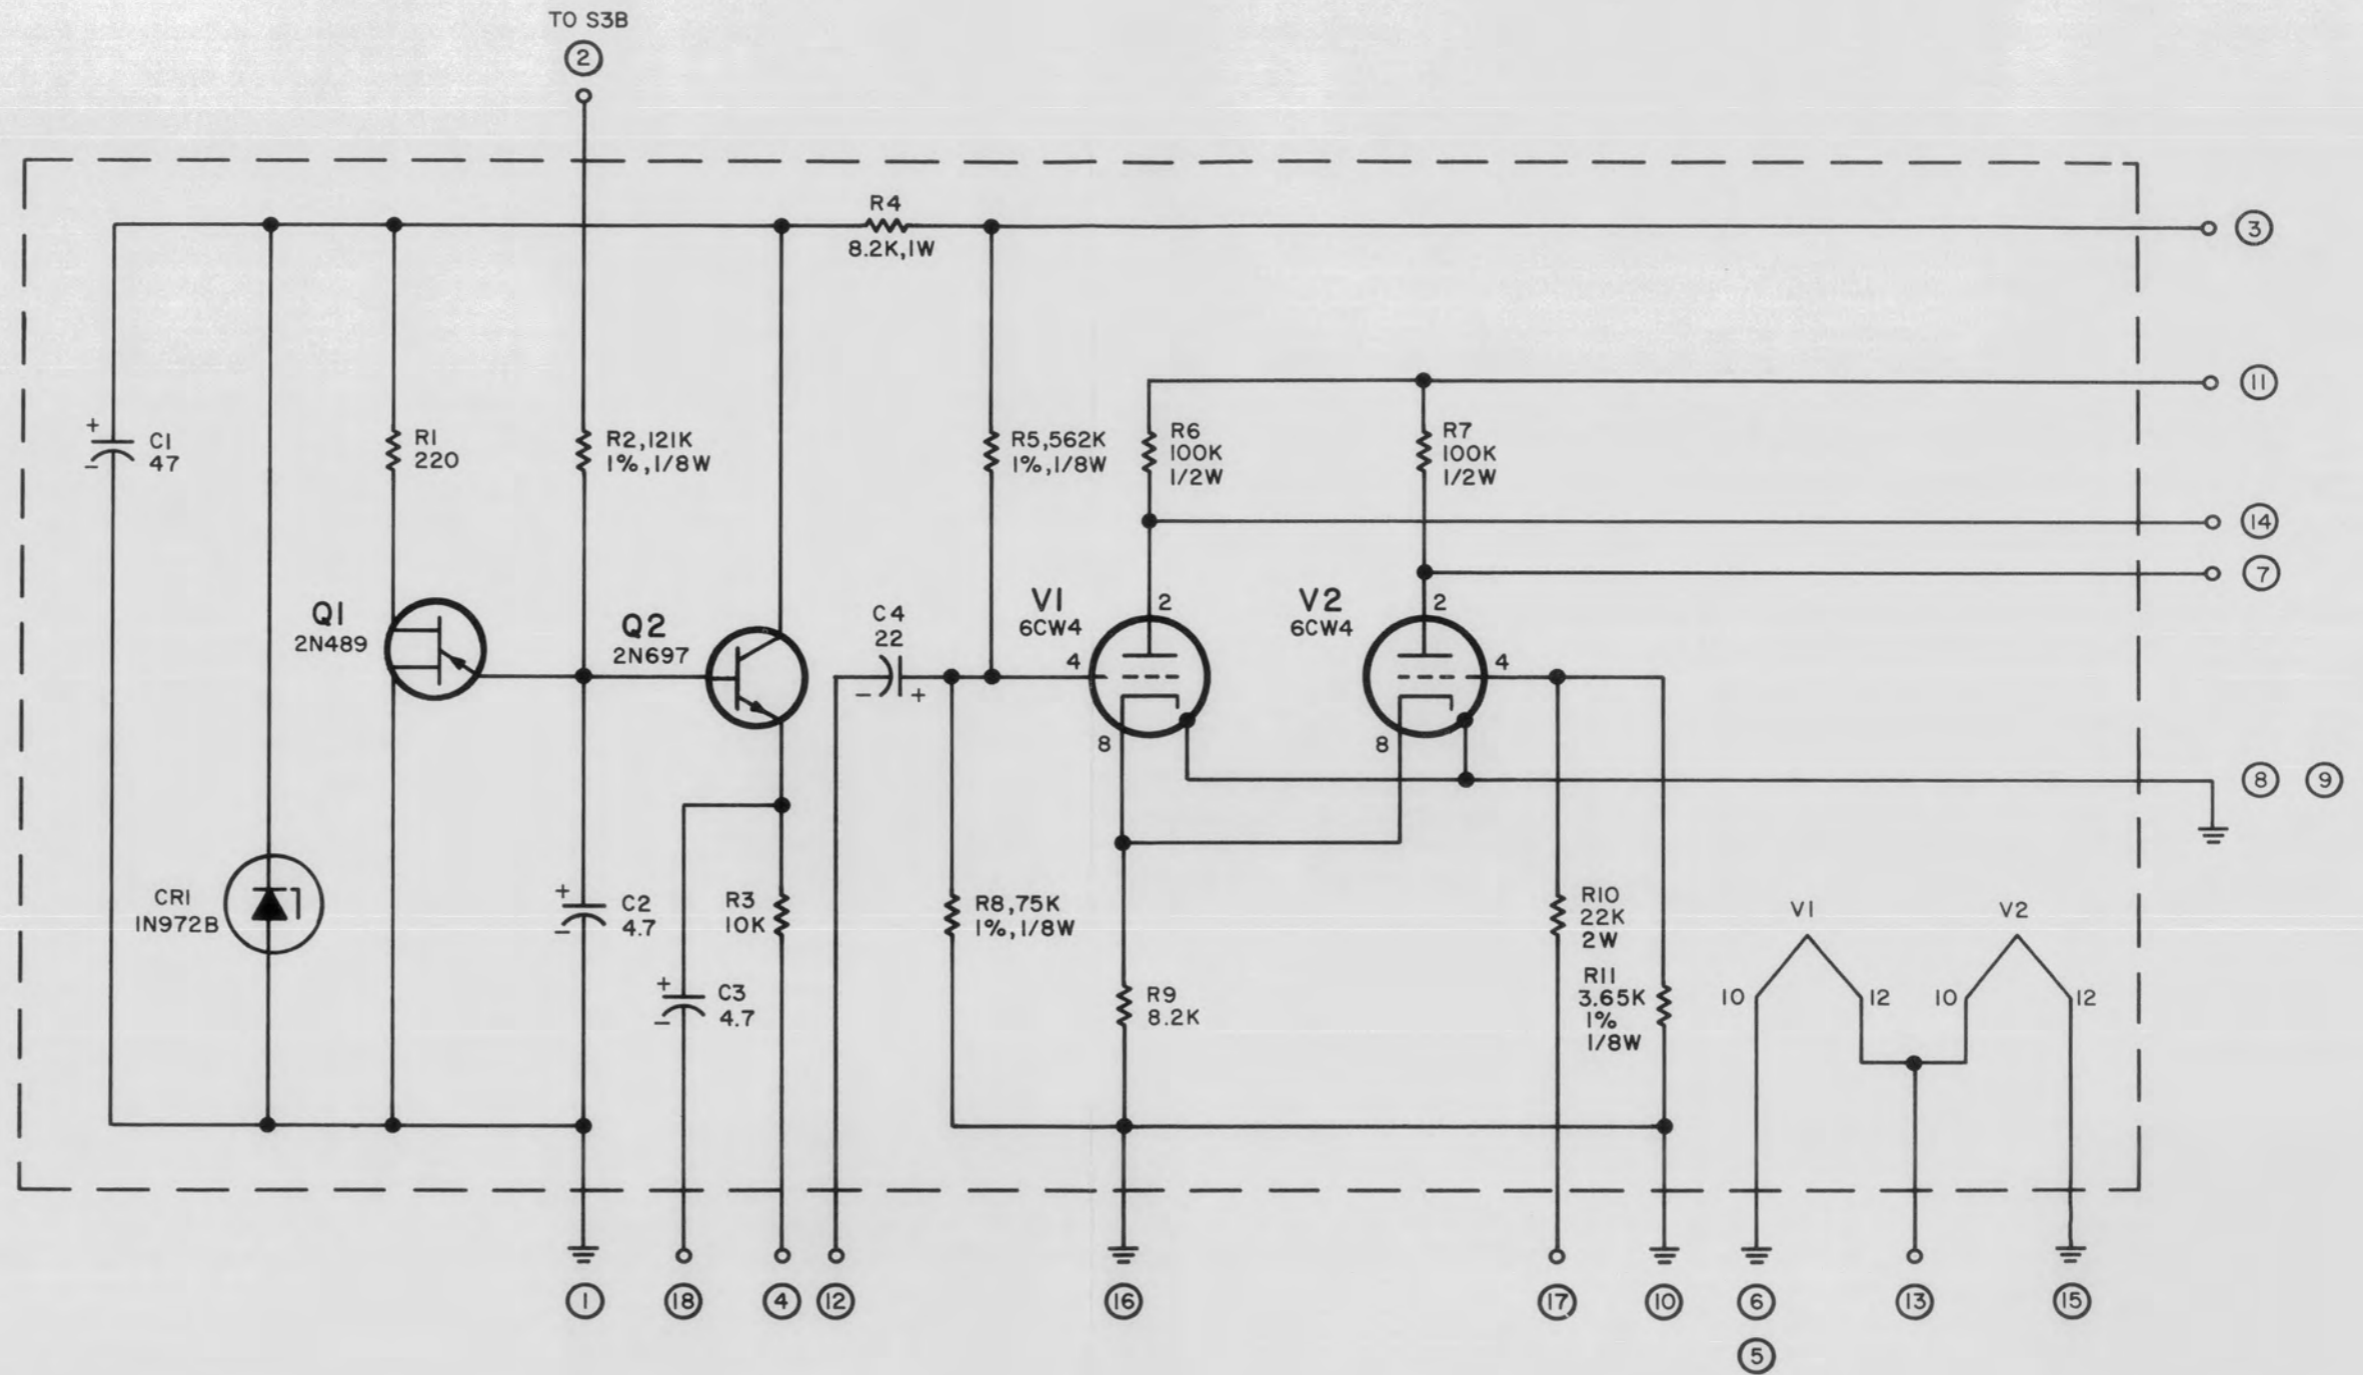 TO S3B
2
R4
8.2K,1W
3
11
C1
47
+
−
R1
220
R2,121K
1%,1/8W
R5,562K
1%,1/8W
R6
100K
1/2W
R7
100K
1/2W
14
7
Q1
2N489
Q2
2N697
C4
22
−
+
V1
6CW4
2
4
8
V2
6CW4
2
4
8
8
9
CR1
1N972B
+
−
C2
4.7
R3
10K
+
−
C3
4.7
R8,75K
1%,1/8W
R9
8.2K
R10
22K
2W
R11
3.65K
1%
1/8W
V1
10
12
V2
10
12
1
18
4
12
16
17
10
6
5
13
15